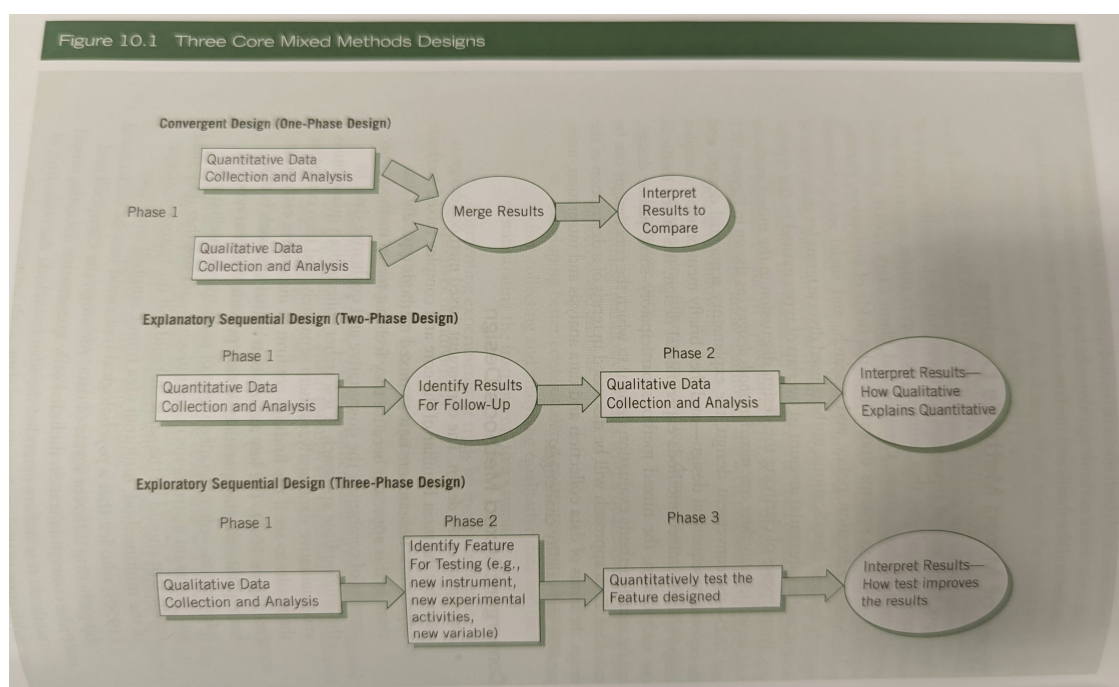 Figure 10.1 Three Core Mixed Methods Designs
Convergent Design (One-Phase Design)
Quantitative Data
Collection and Analysis
Phase 1
Merge Results
Interpret
Results to
Compare
Qualitative Data
Collection and Analysis
Explanatory Sequential Design (Two-Phase Design)
Phase 1
Phase 2
Quantitative Data
Collection and Analysis
Identify Results
For Follow-Up
Qualitative Data
Collection and Analysis
Interpret Results—
How Qualitative
Explains Quantitative
Exploratory Sequential Design (Three-Phase Design)
Phase 1
Phase 2
Phase 3
Qualitative Data
Collection and Analysis
Identify Feature
For Testing (e.g.,
new instrument,
new experimental
activities,
new variable)
Quantitatively test the
Feature designed
Interpret Results—
How test improves
the results